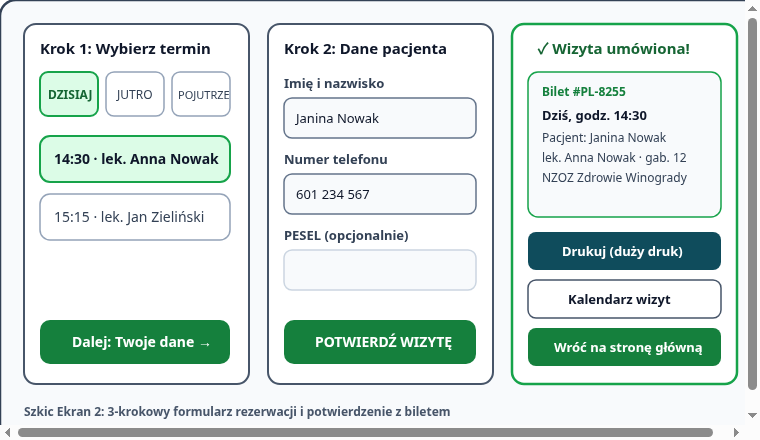 Krok 1: Wybierz termin
DZISIAJ
JUTRO
POJUTRZE
14:30 · lek. Anna Nowak
15:15 · lek. Jan Zieliński
Dalej: Twoje dane →
Krok 2: Dane pacjenta
Imię i nazwisko
Janina Nowak
Numer telefonu
601 234 567
PESEL (opcjonalnie)
POTWIERDŹ WIZYTĘ
✓ Wizyta umówiona!
Bilet #PL-8255
Dziś, godz. 14:30
Pacjent: Janina Nowak
lek. Anna Nowak · gab. 12
NZOZ Zdrowie Winogrady
Drukuj (duży druk)
Kalendarz wizyt
Wróć na stronę główną
Szkic Ekran 2: 3-krokowy formularz rezerwacji i potwierdzenie z biletem